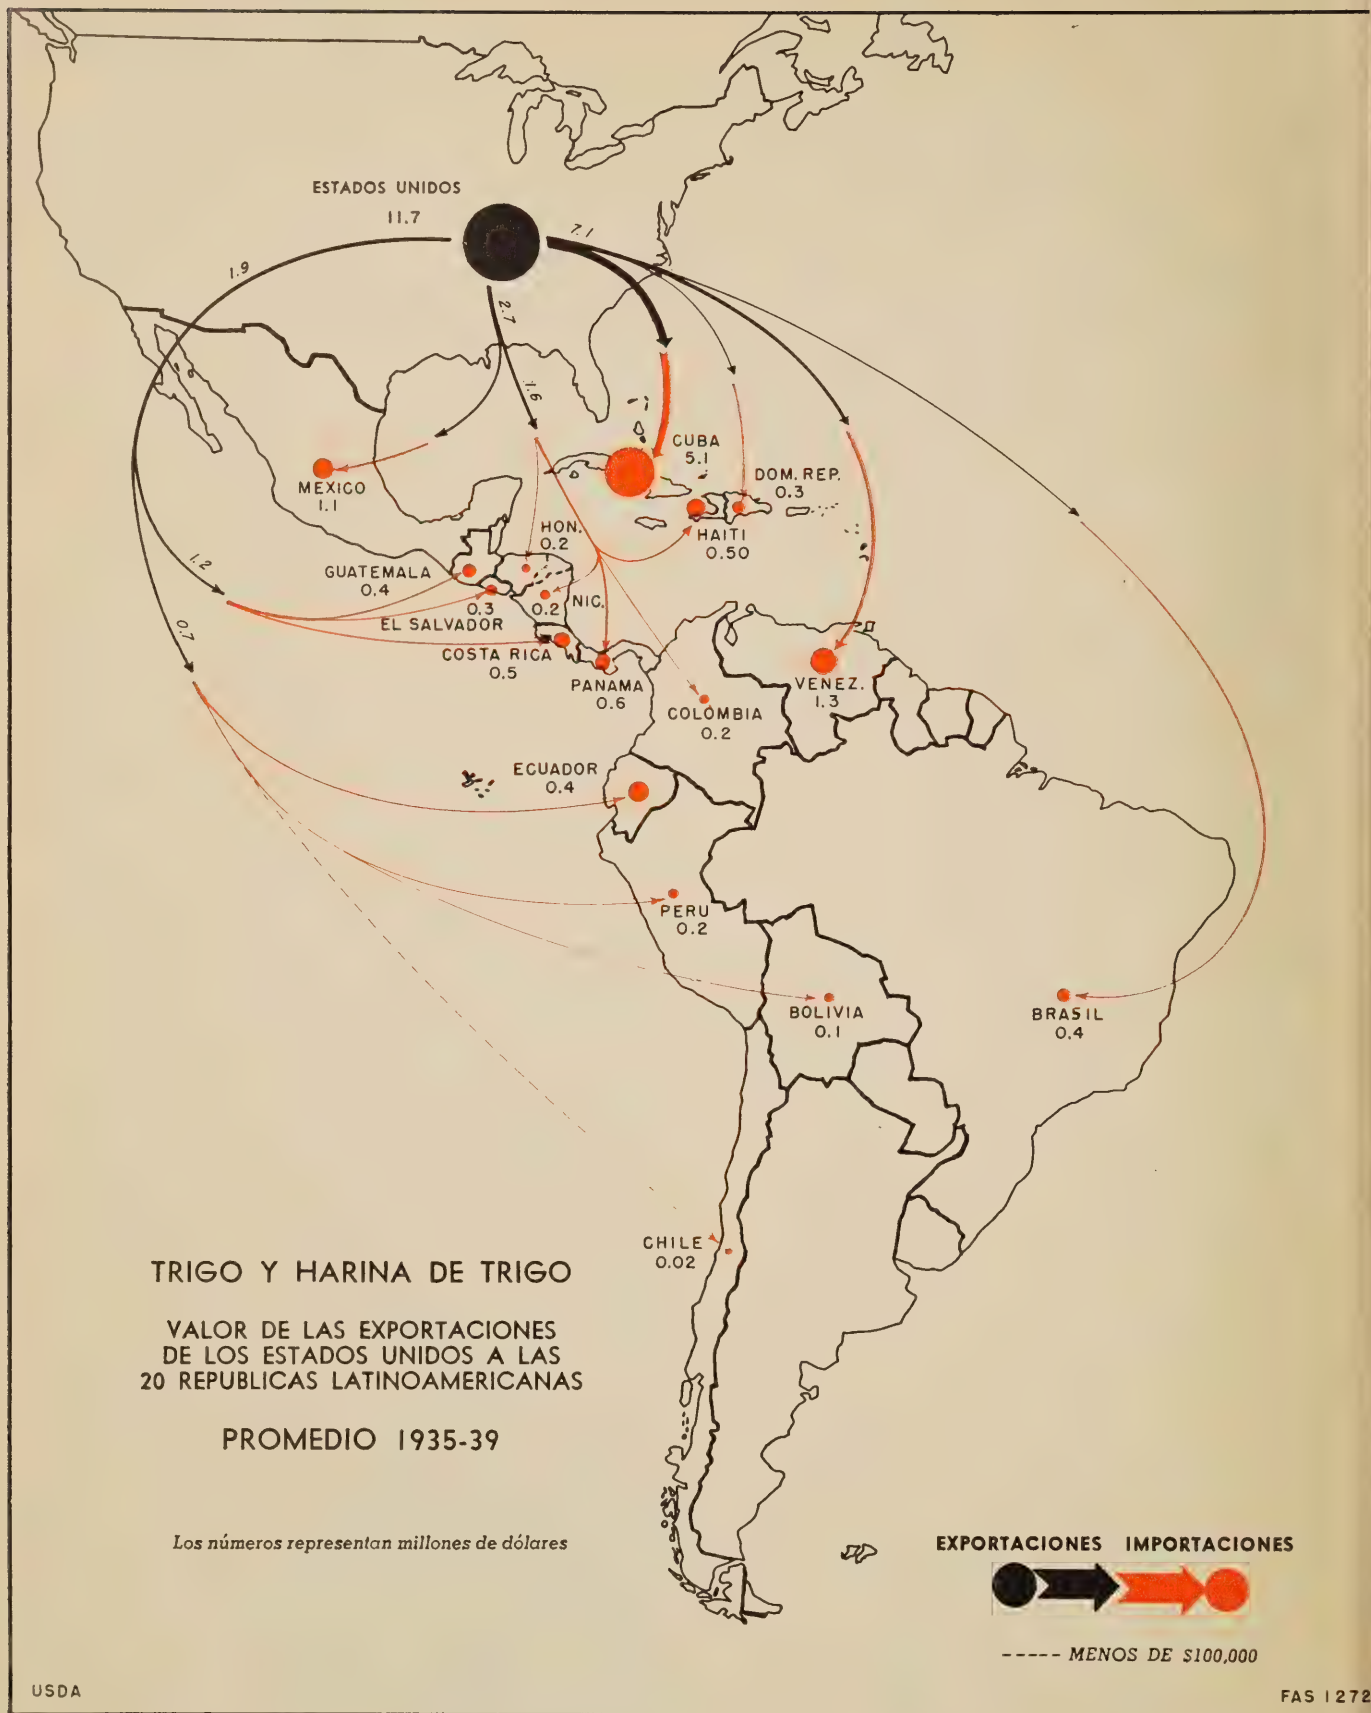 ESTADOS UNIDOS
11.7
7.1
1.9
2.7
1.6
CUBA
5.1
DOM. REP.
0.3
MEXICO
1.1
HAITI
0.50
HON.
0.2
1.2
GUATEMALA
0.4
0.3
EL SALVADOR
0.2
NIC.
0.7
COSTA RICA
0.5
PANAMA
0.6
VENEZ.
1.3
COLOMBIA
0.2
ECUADOR
0.4
PERU
0.2
BOLIVIA
0.1
BRASIL
0.4
CHILE
0.02
TRIGO Y HARINA DE TRIGO
VALOR DE LAS EXPORTACIONES
DE LOS ESTADOS UNIDOS A LAS
20 REPUBLICAS LATINOAMERICANAS
PROMEDIO 1935-39
Los números representan millones de dólares
EXPORTACIONES IMPORTACIONES
----- MENOS DE $100,000
USDA
FAS 1272